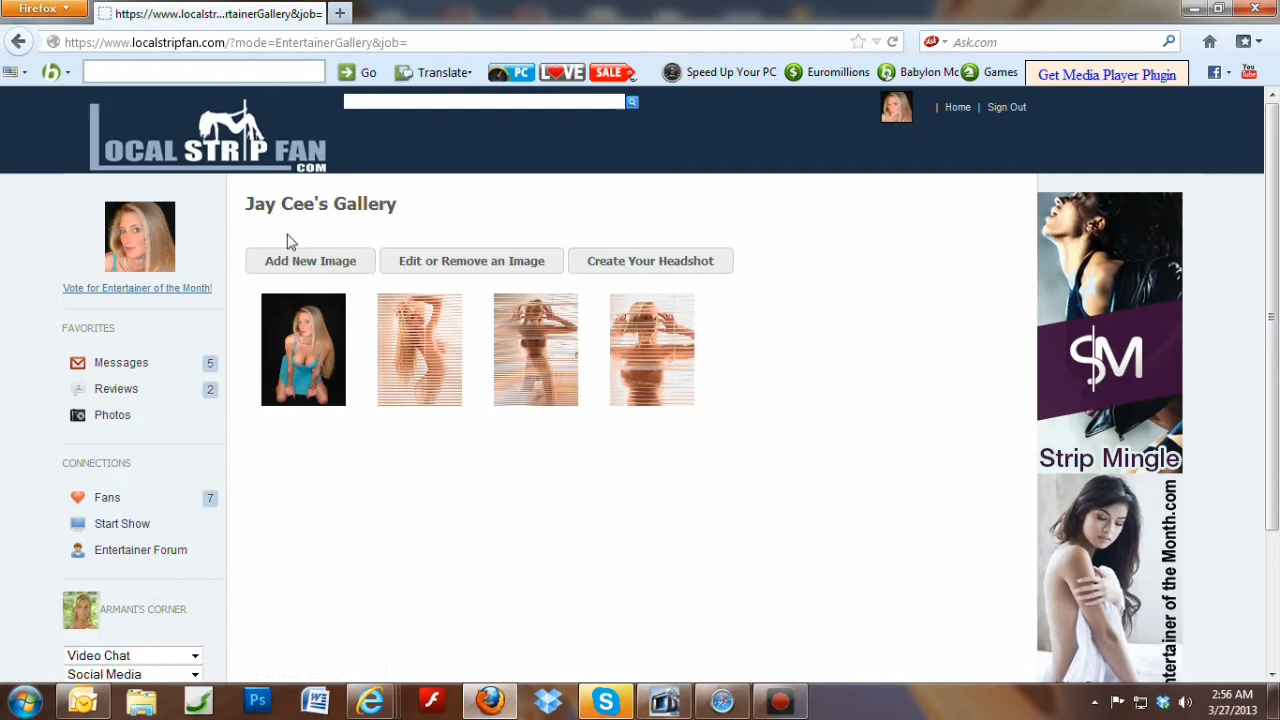 Firefox
https://www.localstr...rtainerGallery&job=
https://www.localstripfan.com/?mode=EntertainerGallery&job=
Ask.com
Go
Translate
PC
LOVE
SALE
Speed Up Your PC
Euromillions
Babylon Mc
Games
Get Media Player Plugin
You Tube
LOCAL STRIP FAN
.COM
| Home | Sign Out
Jay Cee's Gallery
Add New Image
Edit or Remove an Image
Create Your Headshot
Vote for Entertainer of the Month!
FAVORITES
Messages 5
Reviews 2
Photos
CONNECTIONS
Fans 7
Start Show
Entertainer Forum
ARMANI'S CORNER
Video Chat
Social Media
SM
Strip Mingle
ntertainer of the Month.com
2:56 AM
3/27/2013